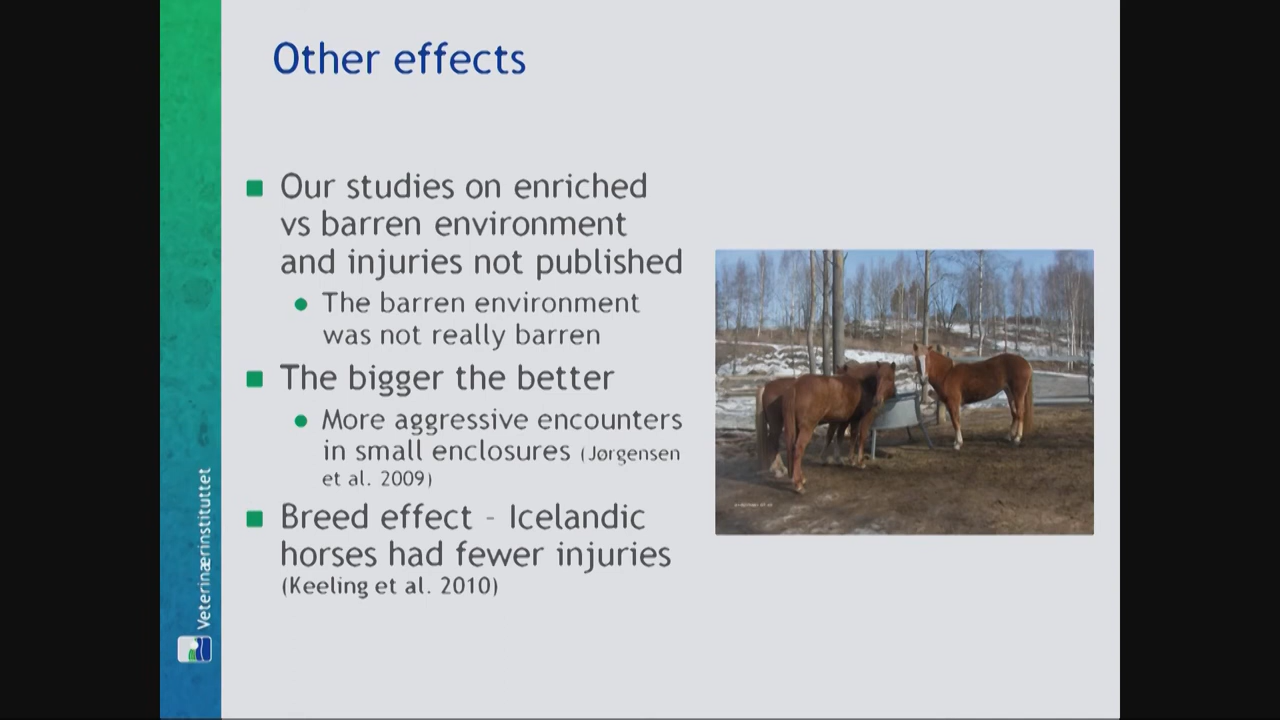 Other effects
Our studies on enriched
vs barren environment
and injuries not published
The barren environment
was not really barren
The bigger the better
More aggressive encounters
in small enclosures (Jørgensen
et al. 2009)
Breed effect – Icelandic
horses had fewer injuries
(Keeling et al. 2010)
Veterinærinstituttet